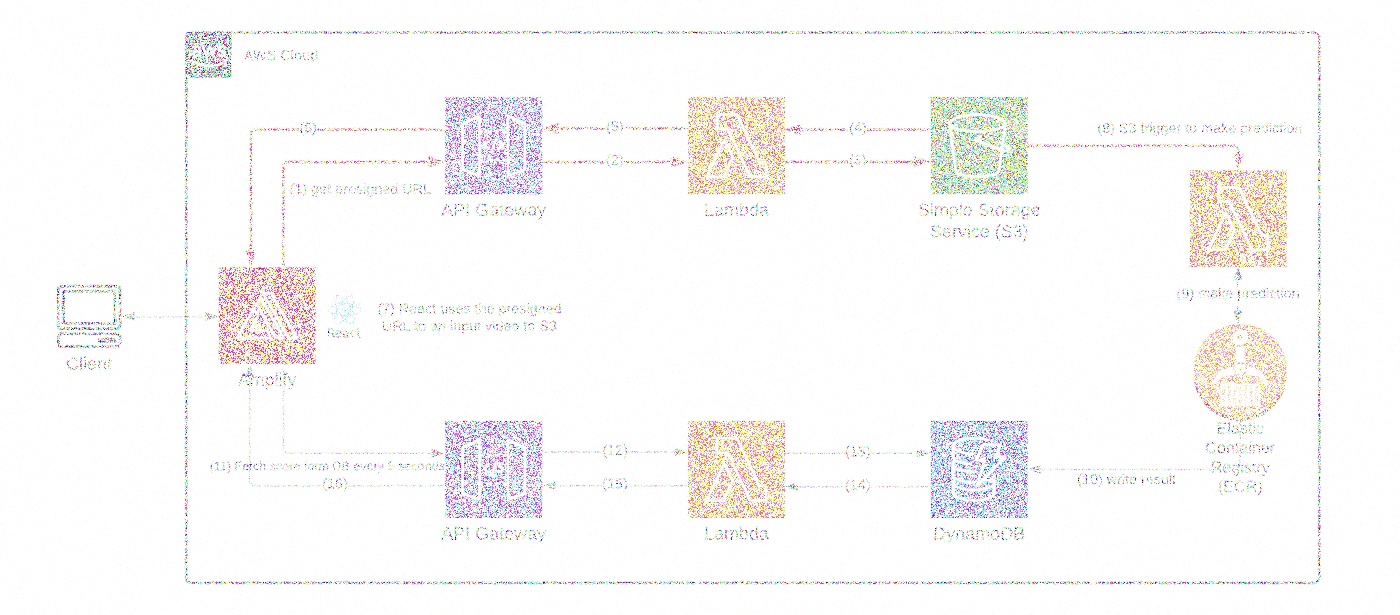 AWS Cloud
(6)
(5)
(4)
(8) S3 trigger to make prediction
(2)
(3)
(1) get presigned URL
API Gateway
Lambda
Simple Storage
Service (S3)
(9) make prediction
(7) React uses the presigned
URL to an input video to S3
React
Client
Amplify
Elastic
Container
Registry
(ECR)
(12)
(13)
(11) Fetch score from DB every 5 seconds
(10) write result
(16)
(15)
(14)
API Gateway
Lambda
DynamoDB